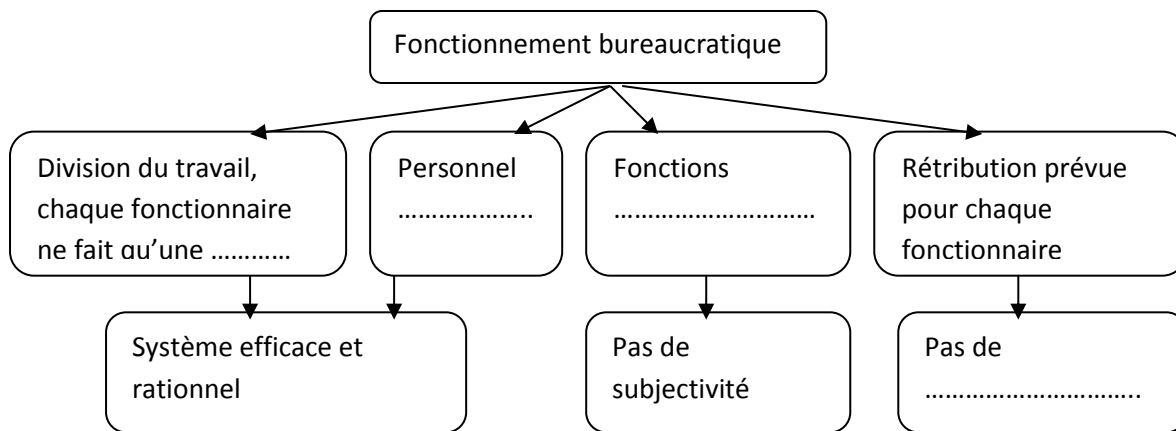 Fonctionnement bureaucratique
Division du travail,
chaque fonctionnaire
ne fait qu’une …………
Personnel
………………..
Fonctions
…………………………
Rétribution prévue
pour chaque
fonctionnaire
Système efficace et
rationnel
Pas de
subjectivité
Pas de
…………………………..